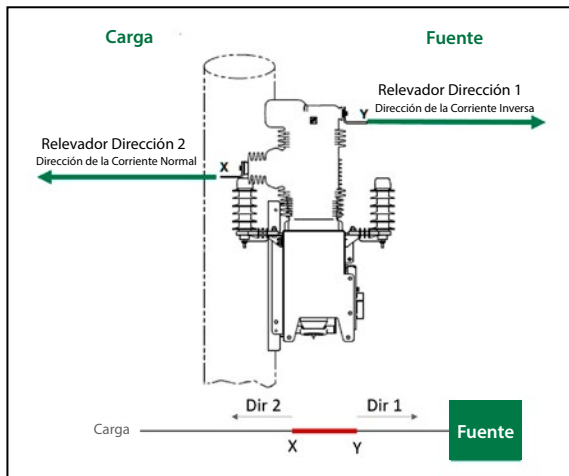 Carga
Fuente
Relevador Dirección 1
Dirección de la Corriente Inversa
Y
Relevador Dirección 2
Dirección de la Corriente Normal
X
Dir 2
Dir 1
Carga
Fuente
X
Y